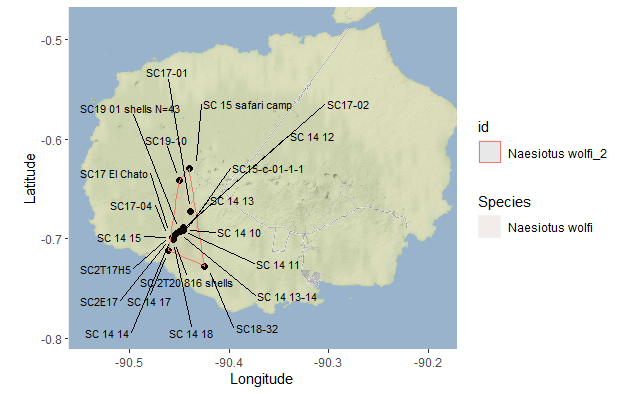 -0.5
SC17-01
SC19 01 shells N=43
SC 15 safari camp
SC17-02
id
SC19-10
SC 14 12
-0.6
Naesiotus wolfi_2
SC17 El Chato
SC15-c-01-1-1
Latitude
Species
SC17-04
SC 14 13
Naesiotus wolfi
SC 14 15
SC 14 10
-0.7
SC2T17H5
SC 14 11
SC 2T20 816 shells
SC2E17
SC 14 17
SC 14 13-14
SC 14 14
SC 14 18
SC18-32
-0.8
-90.5
-90.4
-90.3
-90.2
Longitude